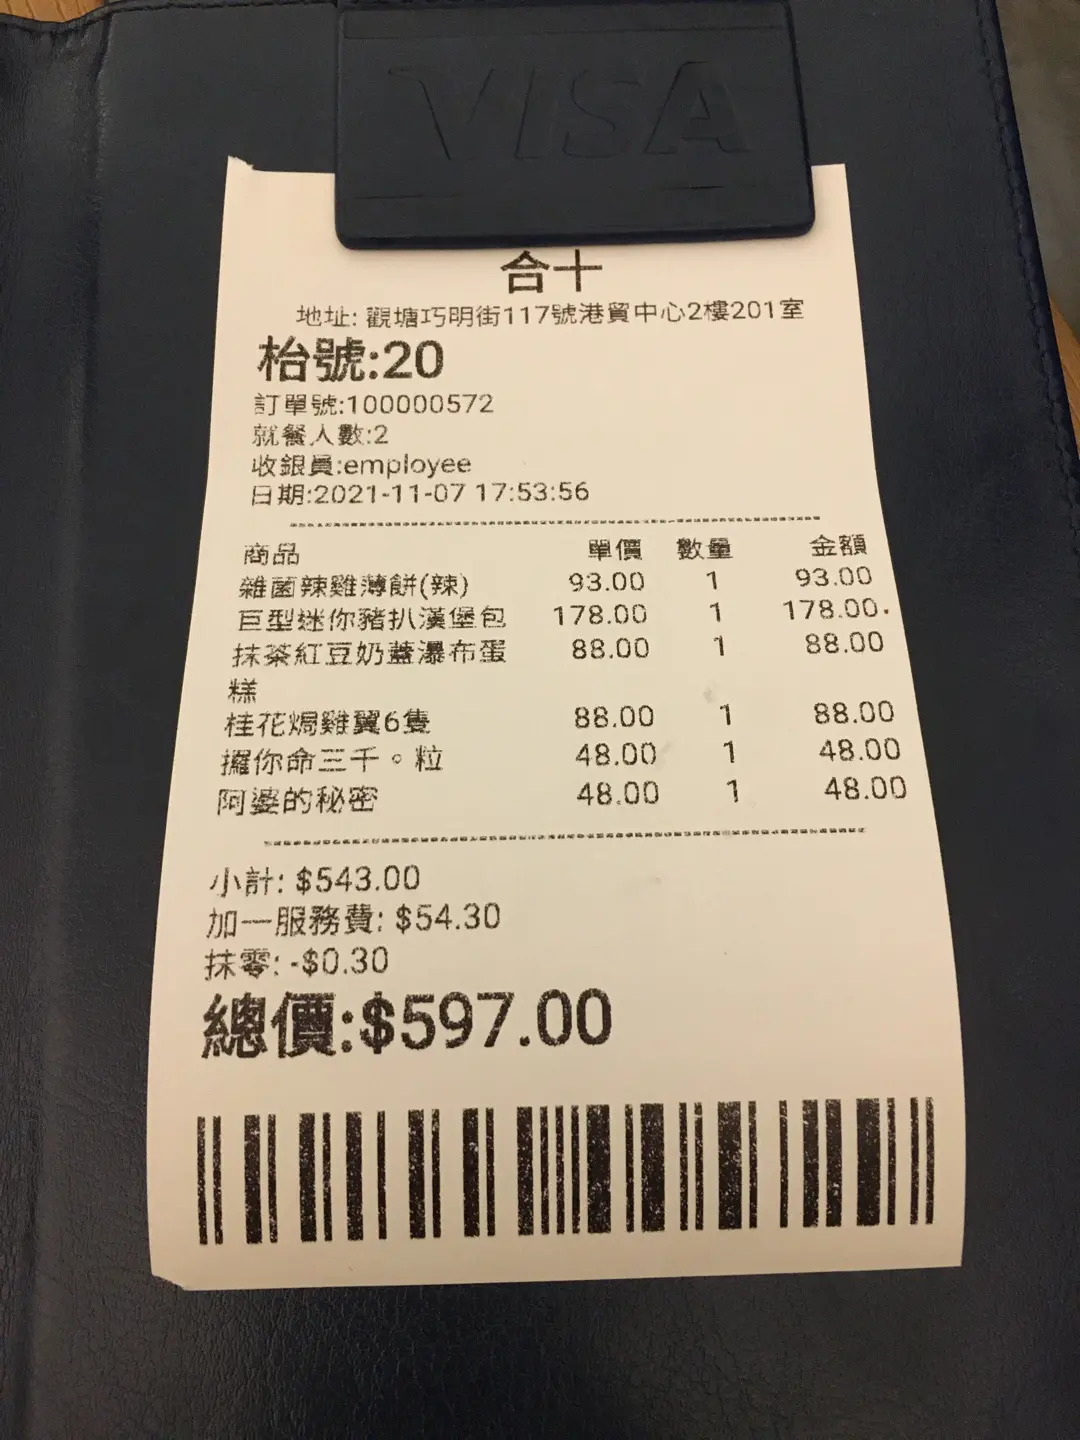 VISA
合十
地址: 觀塘巧明街117號港貿中心2樓201室
枱號:20
訂單號:100000572
就餐人數:2
收銀員:employee
日期:2021-11-07 17:53:56
商品 單價 數量 金額
雜菌辣雞薄餅(辣) 93.00 1 93.00
巨型迷你豬扒漢堡包 178.00 1 178.00
抹茶紅豆奶蓋瀑布蛋 88.00 1 88.00
糕
桂花焗雞翼6隻 88.00 1 88.00
攞你命三千。粒 48.00 1 48.00
阿婆的秘密 48.00 1 48.00
小計: $543.00
加一服務費: $54.30
抹零: -$0.30
總價:$597.00